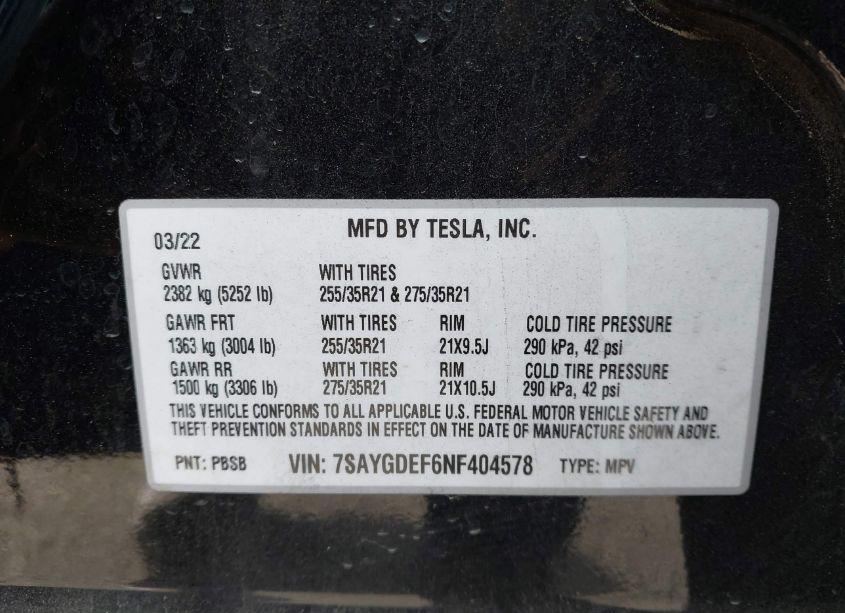 MFD BY TESLA, INC.
03/22
GVWR WITH TIRES
2382 kg (5252 lb) 255/35R21 & 275/35R21
GAWR FRT WITH TIRES RIM COLD TIRE PRESSURE
1363 kg (3004 lb) 255/35R21 21X9.5J 290 kPa, 42 psi
GAWR RR WITH TIRES RIM COLD TIRE PRESSURE
1500 kg (3306 lb) 275/35R21 21X10.5J 290 kPa, 42 psi
THIS VEHICLE CONFORMS TO ALL APPLICABLE U.S. FEDERAL MOTOR VEHICLE SAFETY AND
THEFT PREVENTION STANDARDS IN EFFECT ON THE DATE OF MANUFACTURE SHOWN ABOVE.
PNT: PBSB VIN: 7SAYGDEF6NF404578 TYPE: MPV